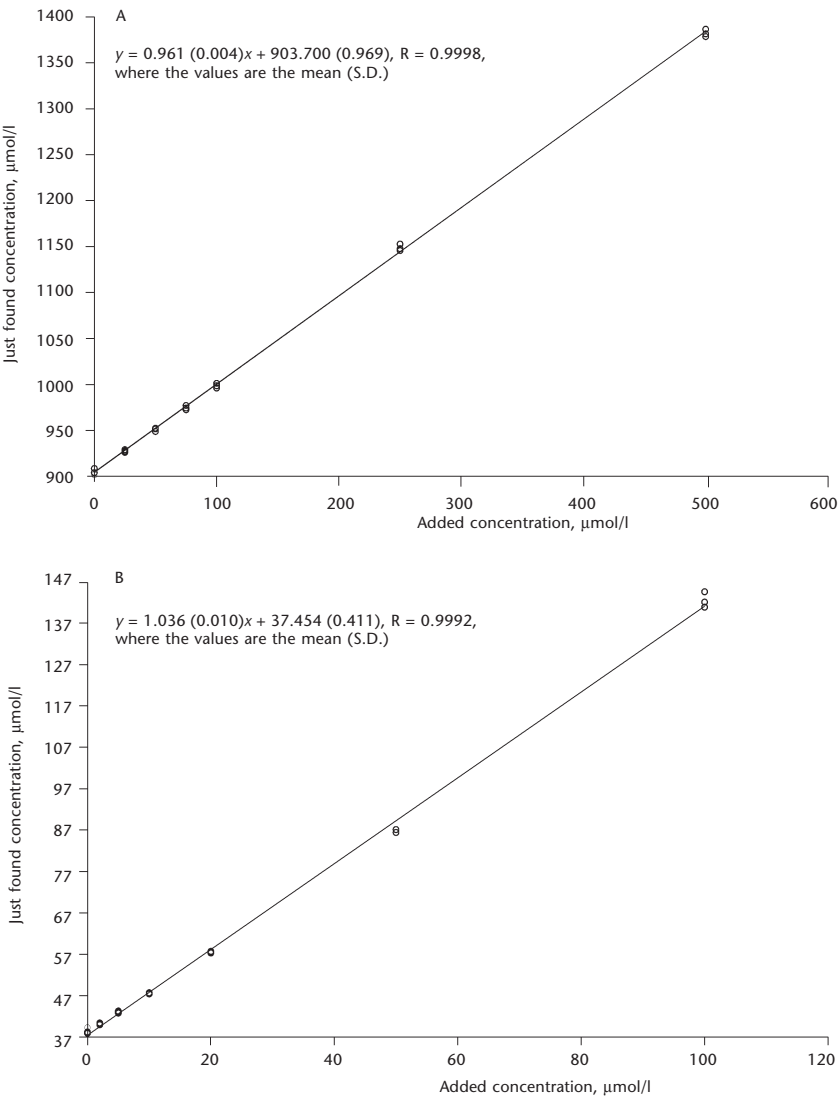 A
y = 0.961 (0.004)x + 903.700 (0.969), R = 0.9998,
where the values are the mean (S.D.)
Just found concentration, μmol/l
1400
1350
1300
1250
1200
1150
1100
1050
1000
950
900
0 100 200 300 400 500 600
Added concentration, μmol/l
B
y = 1.036 (0.010)x + 37.454 (0.411), R = 0.9992,
where the values are the mean (S.D.)
Just found concentration, μmol/l
147
137
127
117
107
97
87
77
67
57
47
37
0 20 40 60 80 100 120
Added concentration, μmol/l